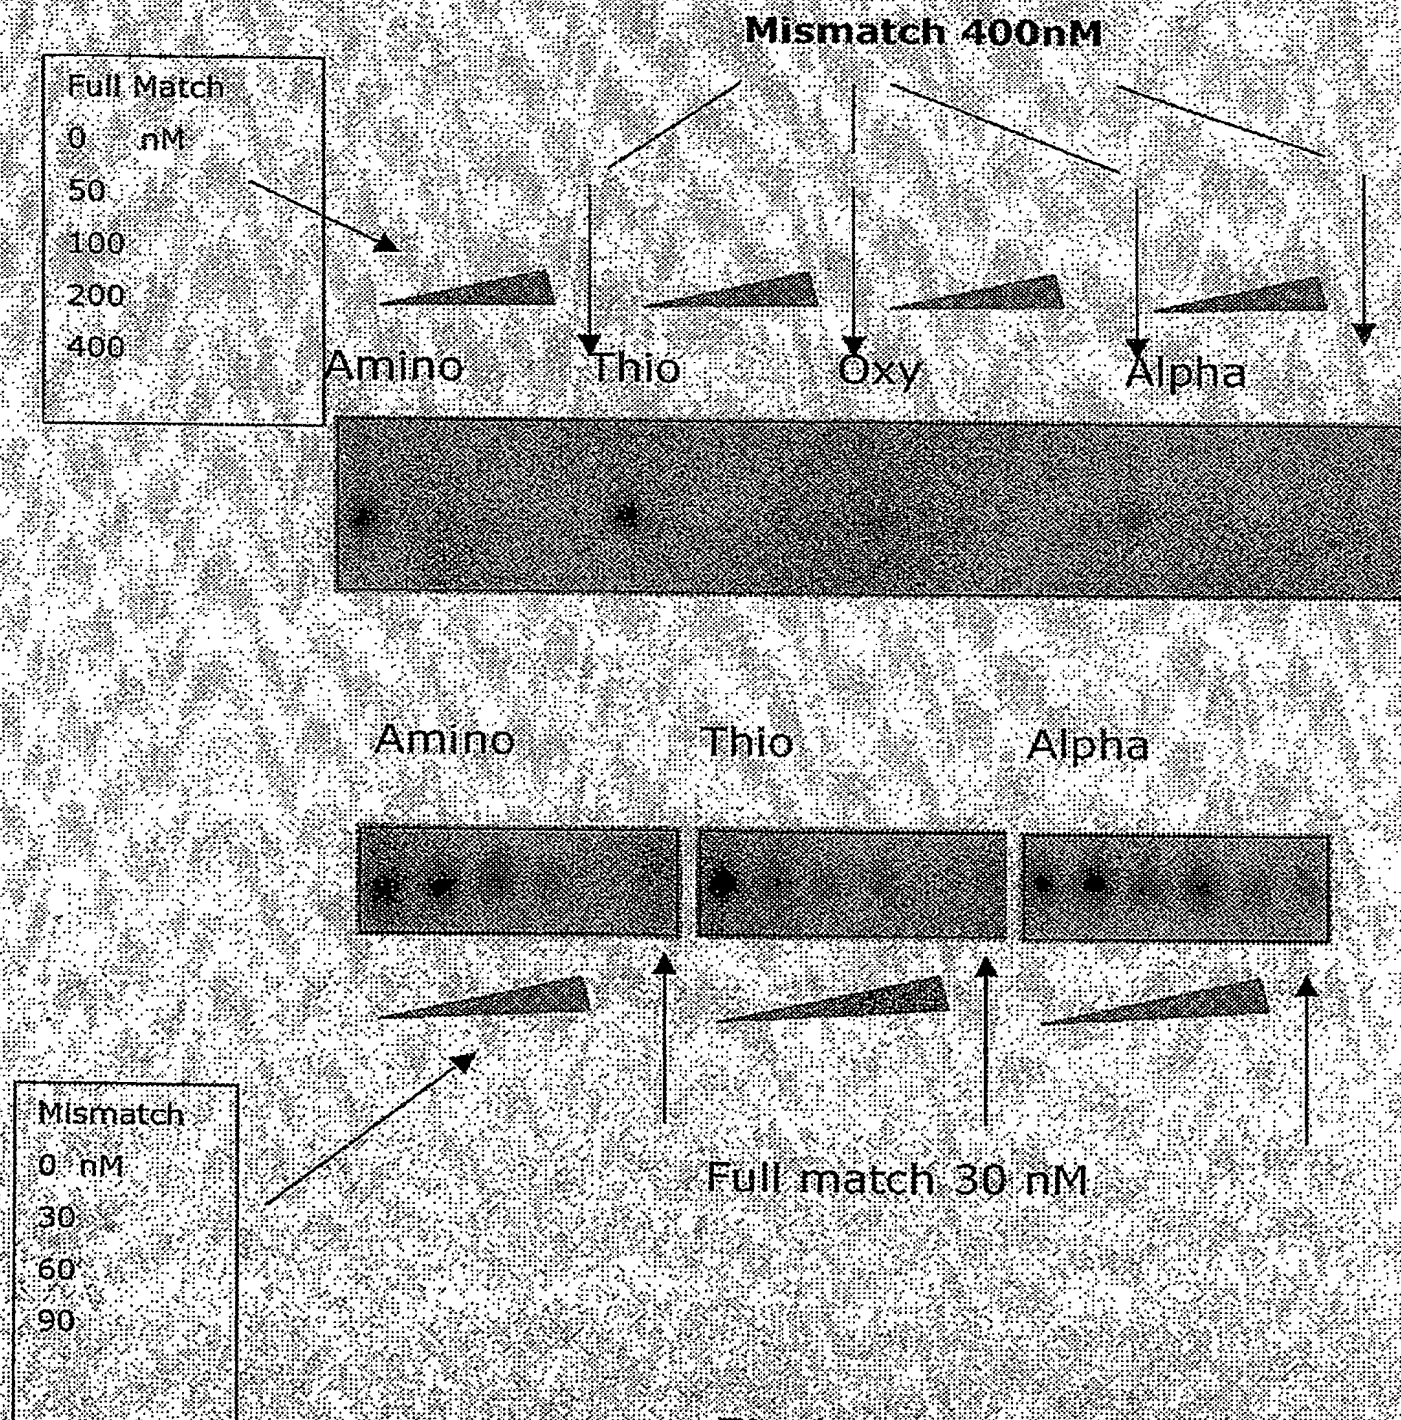 Mismatch 400nM
Full Match
0 nM
50
100
200
400
Amino Thio Oxy Alpha
Amino Thio Alpha
Mismatch
0 nM
30
60
90
Full match 30 nM